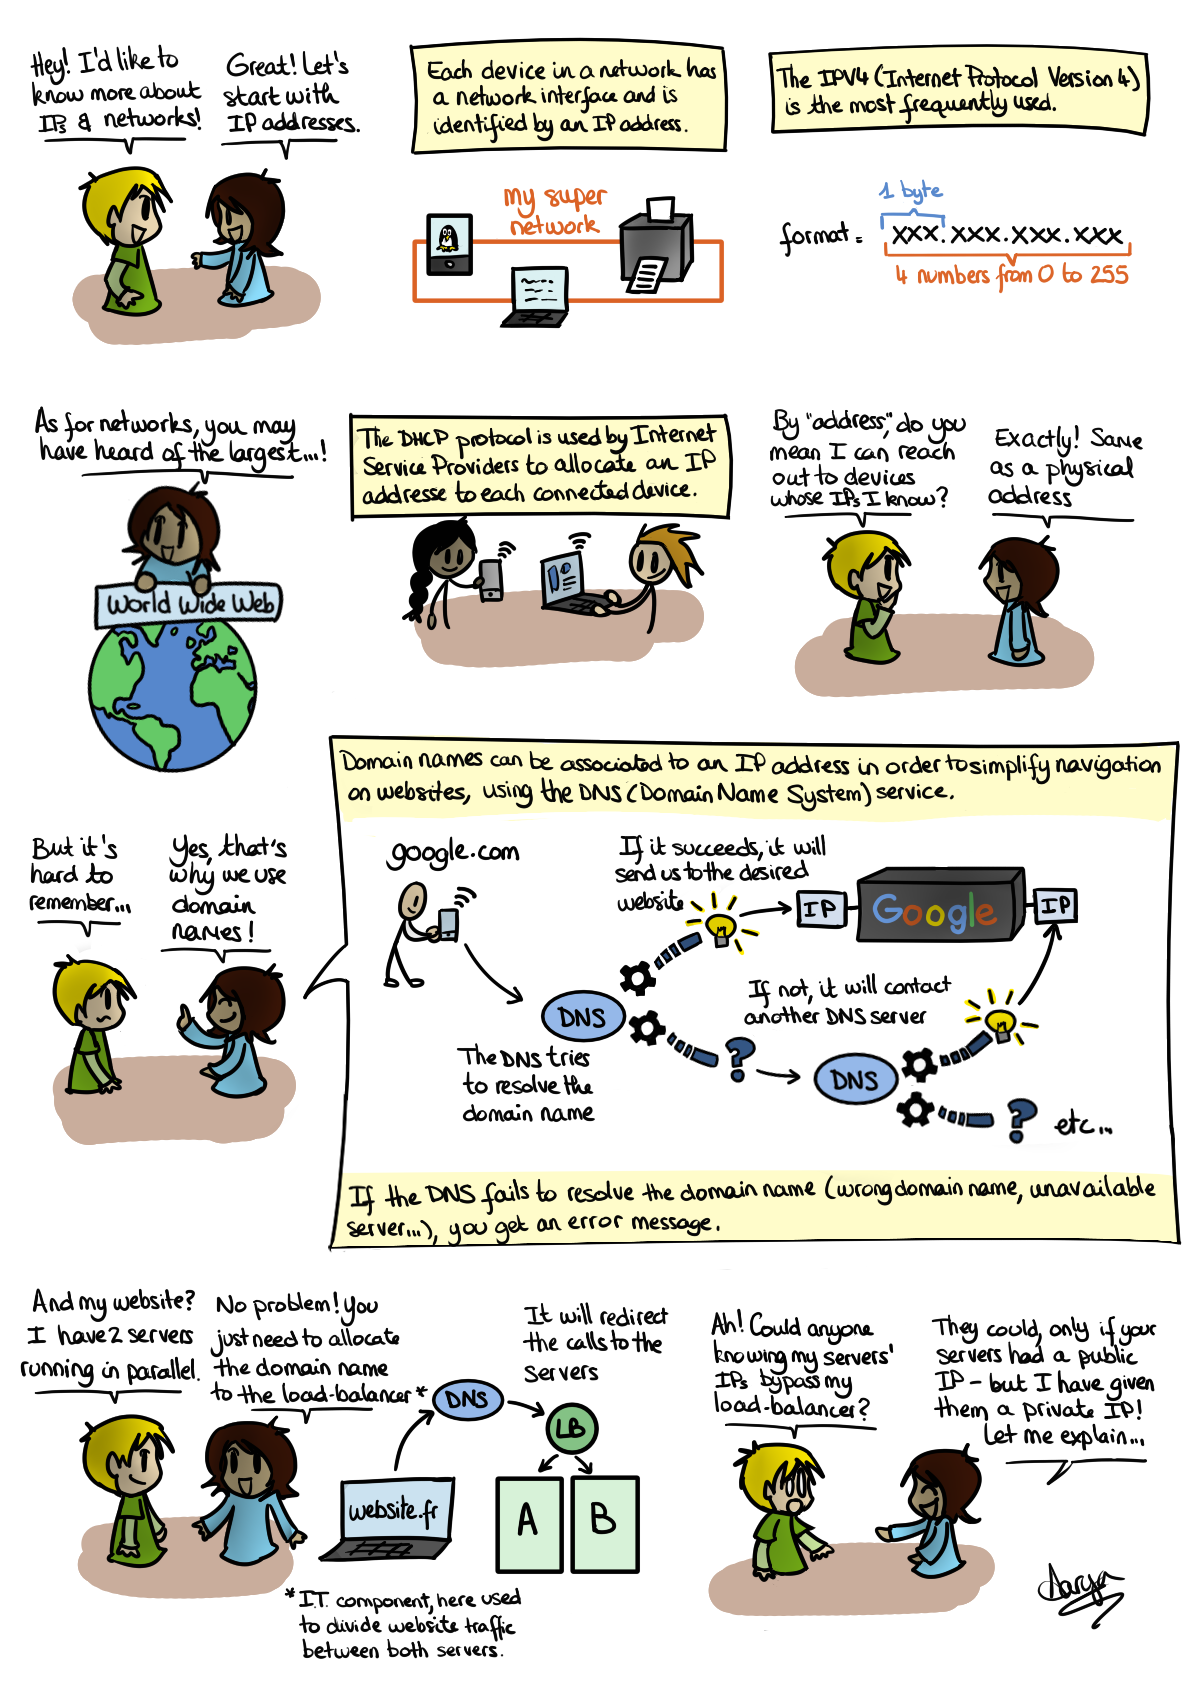 Hey! I'd like to
know more about
IPs & networks!
Great! Let's
start with
IP addresses.
Each device in a network has
a network interface and is
identified by an IP address.
my super
network
The IPV4 (Internet Protocol Version 4)
is the most frequently used.
1 byte
format = XXX.XXX.XXX.XXX
4 numbers from 0 to 255
As for networks, you may
have heard of the largest...!
World Wide Web
The DHCP protocol is used by Internet
Service Providers to allocate an IP
addresse to each connected device.
By "address", do you
mean I can reach
out to devices
whose IPs I know?
Exactly! Same
as a physical
address
But it's
hard to
remember...
Yes, that's
why we use
domain
names!
Domain names can be associated to an IP address in order to simplify navigation
on websites, using the DNS (Domain Name System) service.
google.com
If it succeeds, it will
send us to the desired
website
IP
Google
IP
DNS
The DNS tries
to resolve the
domain name
If not, it will contact
another DNS server
?
DNS
?
etc...
If the DNS fails to resolve the domain name (wrong domain name, unavailable
server...), you get an error message.
And my website?
I have 2 servers
running in parallel.
No problem! You
just need to allocate
the domain name
to the load-balancer*
It will redirect
the calls to the
servers
DNS
LB
website.fr
A
B
*I.T. component, here used
to divide website traffic
between both servers.
Ah! Could anyone
knowing my servers'
IPs bypass my
load-balancer?
They could, only if your
servers had a public
IP - but I have given
them a private IP!
Let me explain...
Aarya